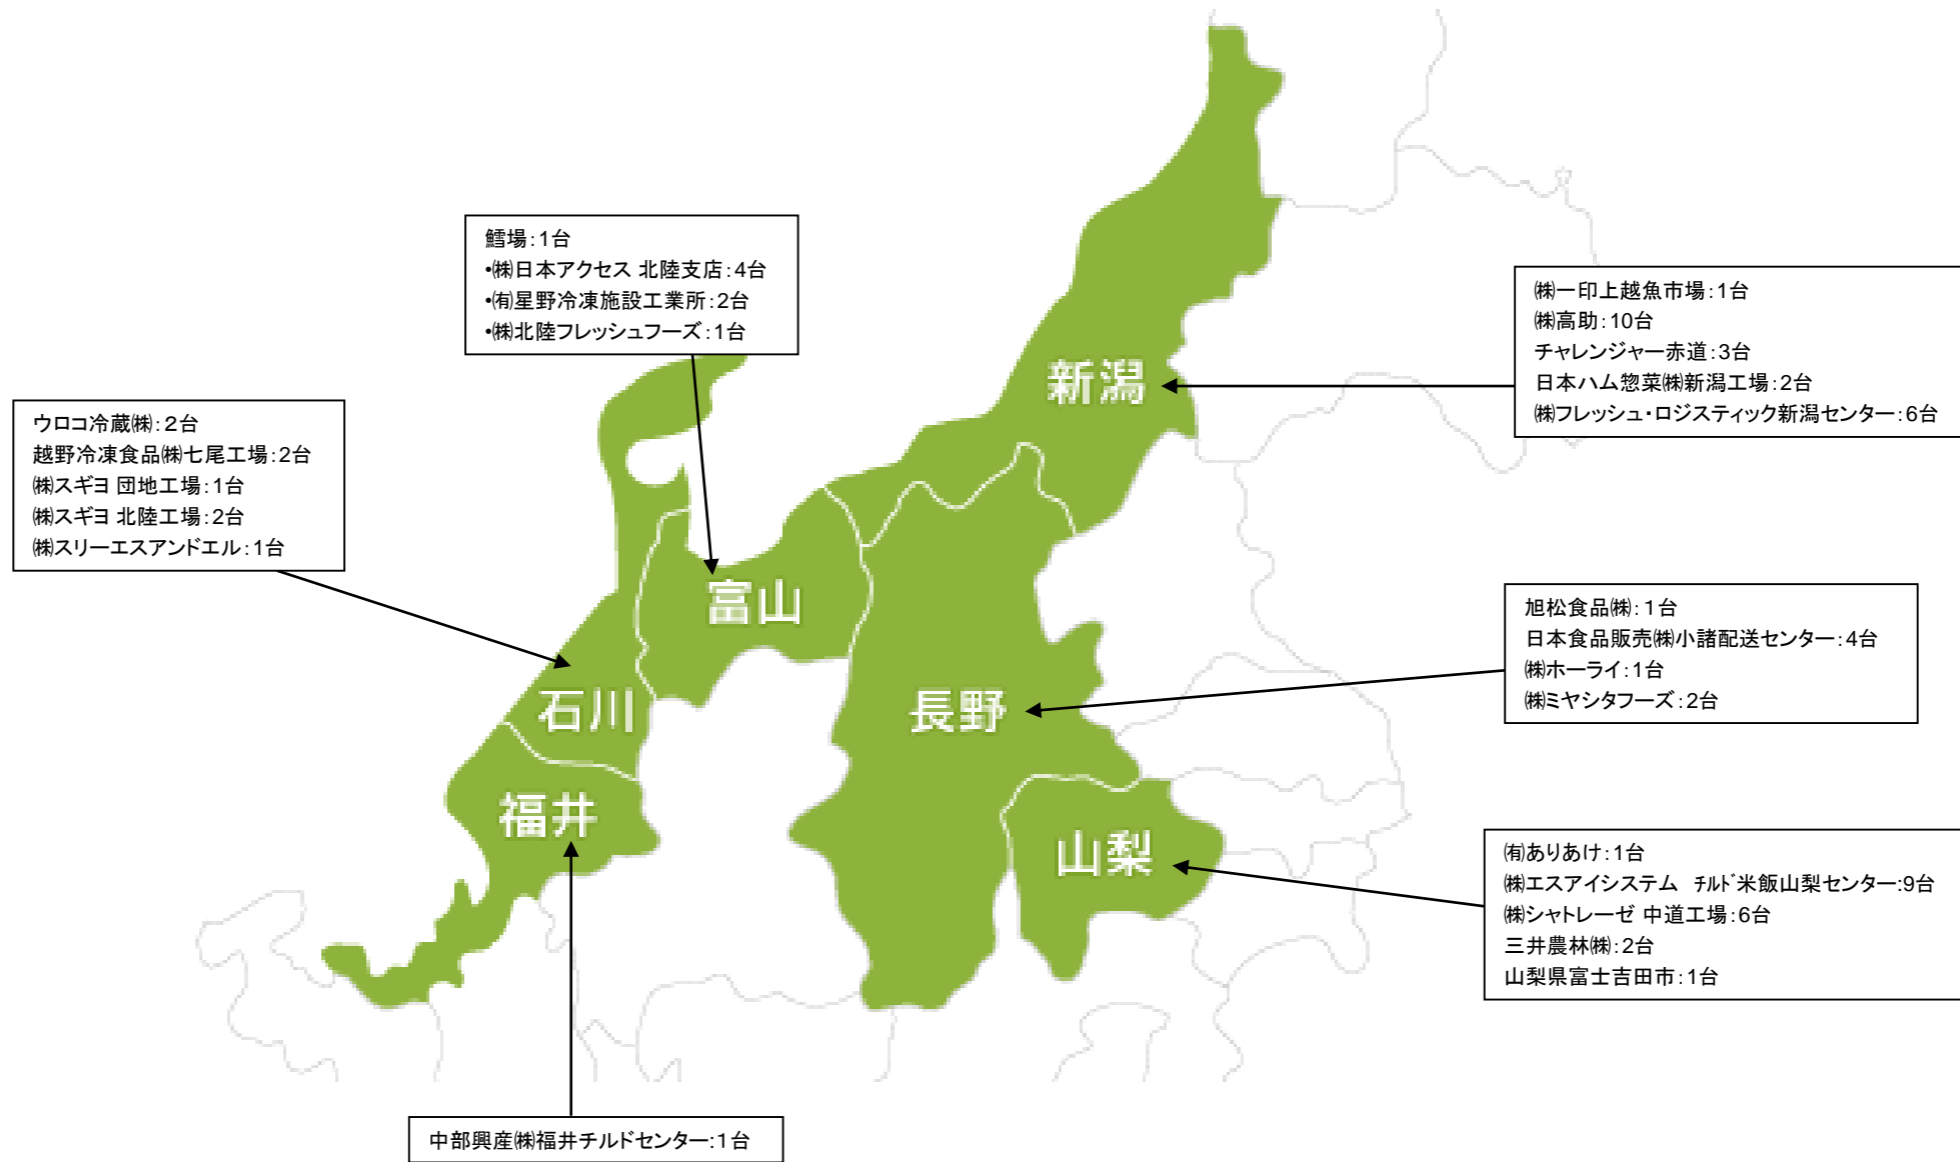 鱈場:1台
•㈱日本アクセス 北陸支店:4台
•㈲星野冷凍施設工業所:2台
•㈱北陸フレッシュフーズ:1台
㈱一印上越魚市場:1台
㈱高助:10台
チャレンジャー赤道:3台
日本ハム惣菜㈱新潟工場:2台
㈱フレッシュ・ロジスティック新潟センター:6台
新潟
ウロコ冷蔵㈱:2台
越野冷凍食品㈱七尾工場:2台
㈱スギヨ 団地工場:1台
㈱スギヨ 北陸工場:2台
㈱スリーエスアンドエル:1台
富山
旭松食品㈱:1台
日本食品販売㈱小諸配送センター:4台
㈱ホーライ:1台
㈱ミヤシタフーズ:2台
石川
長野
福井
山梨
㈲ありあけ:1台
㈱エスアイシステム ﾁﾙﾄﾞ米飯山梨センター:9台
㈱シャトレーゼ 中道工場:6台
三井農林㈱:2台
山梨県富士吉田市:1台
中部興産㈱福井チルドセンター:1台